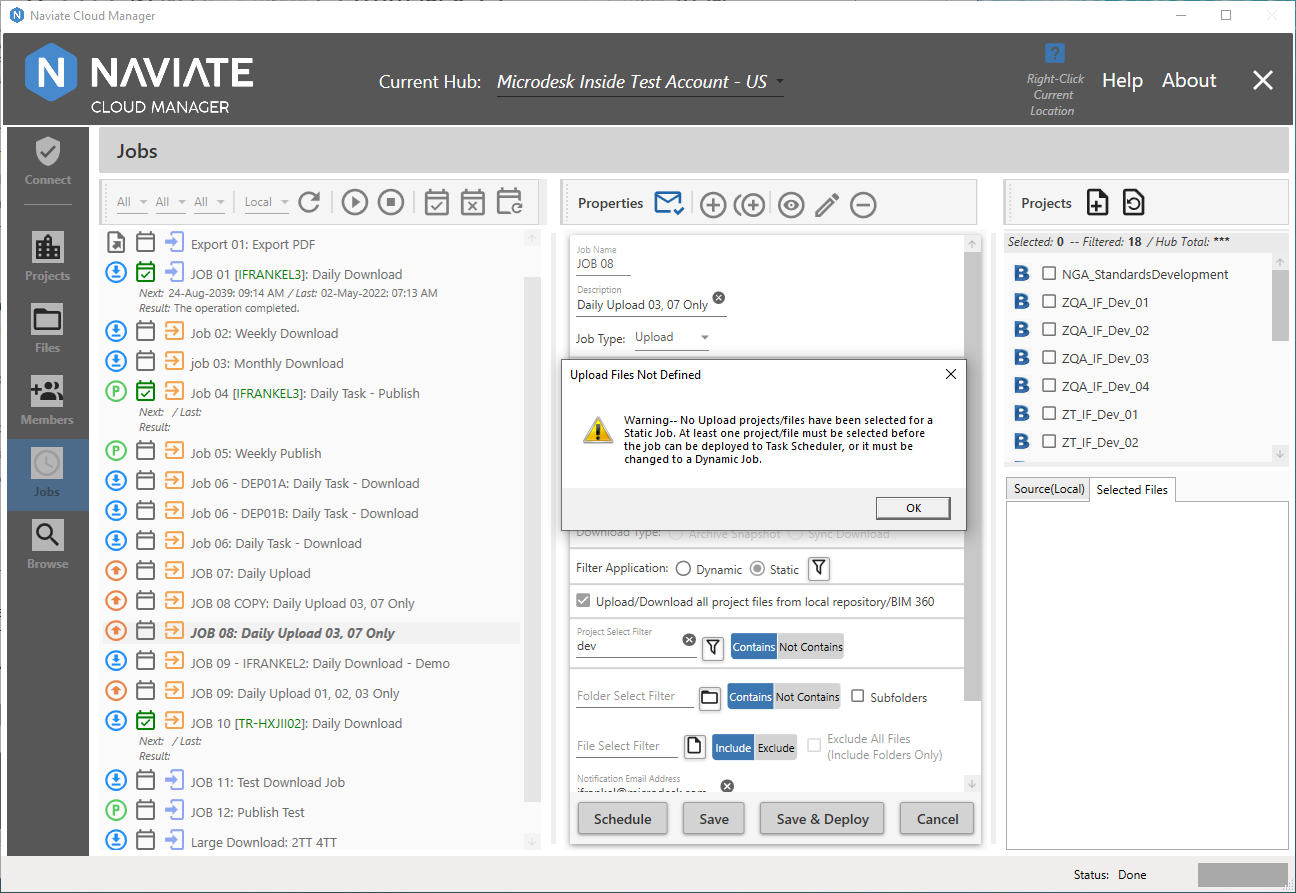 Naviate Cloud Manager
N NAVIATE
CLOUD MANAGER
Current Hub: Microdesk Inside Test Account - US
?
Right-Click
Current
Location
Help
About
Connect
Projects
Files
Members
Jobs
Browse
Jobs
All All All Local
Export 01: Export PDF
JOB 01 [IFRANKEL3]: Daily Download
Next: 24-Aug-2039: 09:14 AM / Last: 02-May-2022: 07:13 AM
Result: The operation completed.
Job 02: Weekly Download
job 03: Monthly Download
P Job 04 [IFRANKEL3]: Daily Task - Publish
Next: / Last:
Result:
P Job 05: Weekly Publish
Job 06 - DEP01A: Daily Task - Download
Job 06 - DEP01B: Daily Task - Download
Job 06: Daily Task - Download
JOB 07: Daily Upload
JOB 08 COPY: Daily Upload 03, 07 Only
JOB 08: Daily Upload 03, 07 Only
JOB 09 - IFRANKEL2: Daily Download - Demo
JOB 09: Daily Upload 01, 02, 03 Only
JOB 10 [TR-HXJII02]: Daily Download
Next: / Last:
Result:
JOB 11: Test Download Job
P JOB 12: Publish Test
Large Download: 2TT 4TT
Properties
Job Name
JOB 08
Description
Daily Upload 03, 07 Only
Job Type: Upload
Upload Files Not Defined
Warning-- No Upload projects/files have been selected for a
Static Job. At least one project/file must be selected before
the job can be deployed to Task Scheduler, or it must be
changed to a Dynamic Job.
OK
Download Type: Archive Snapshot Sync Download
Filter Application: Dynamic Static
Upload/Download all project files from local repository/BIM 360
Project Select Filter
dev
Contains Not Contains
Folder Select Filter
Contains Not Contains
Subfolders
File Select Filter
Include Exclude
Exclude All Files
(Include Folders Only)
Notification Email Address
ifrankel@microdesk.com
Schedule
Save
Save & Deploy
Cancel
Projects
Selected: 0 -- Filtered: 18 / Hub Total: ***
B NGA_StandardsDevelopment
B ZQA_IF_Dev_01
B ZQA_IF_Dev_02
B ZQA_IF_Dev_03
B ZQA_IF_Dev_04
B ZT_IF_Dev_01
B ZT_IF_Dev_02
Source(Local)
Selected Files
Status: Done